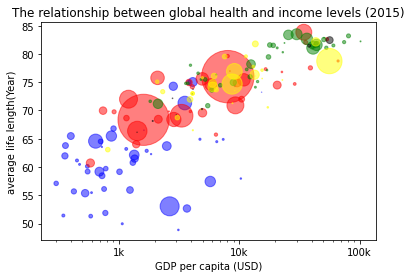 The relationship between global health and income levels (2015)
average life length(Year)
85
80
75
70
65
60
55
50
1k
10k
100k
GDP per capita (USD)